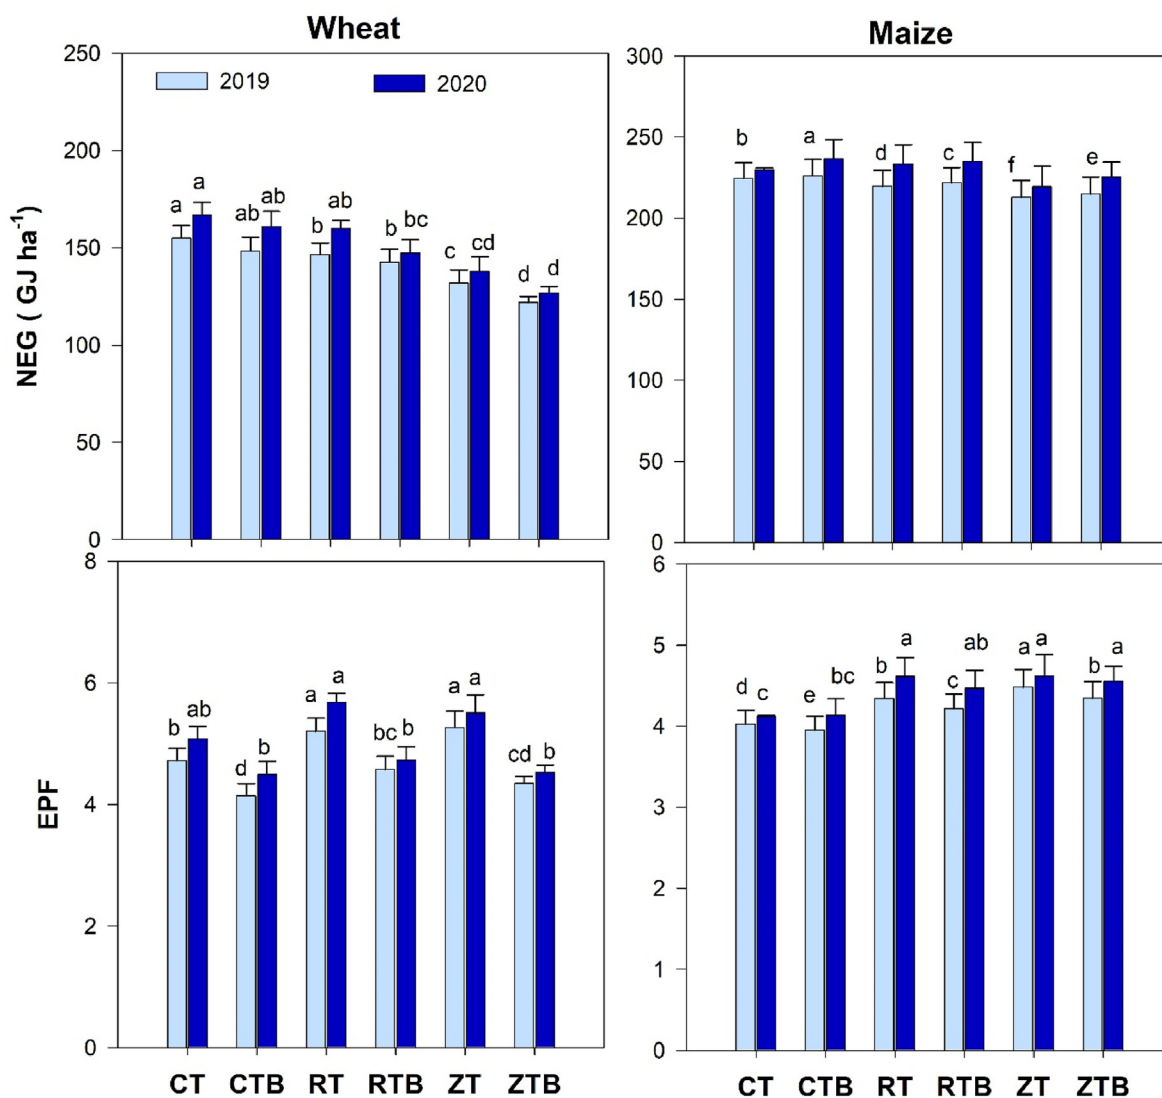 Wheat
250
200
150
100
50
0
NEG ( GJ ha⁻¹)
2019
2020
a a ab ab b ab b bc c cd d d
Maize
300
250
200
150
100
50
0
b a d c f e
8
6
4
2
0
EPF
b ab d b a a bc b a a cd b
CT CTB RT RTB ZT ZTB
6
5
4
3
2
1
0
d c e bc b a c ab a a b a
CT CTB RT RTB ZT ZTB